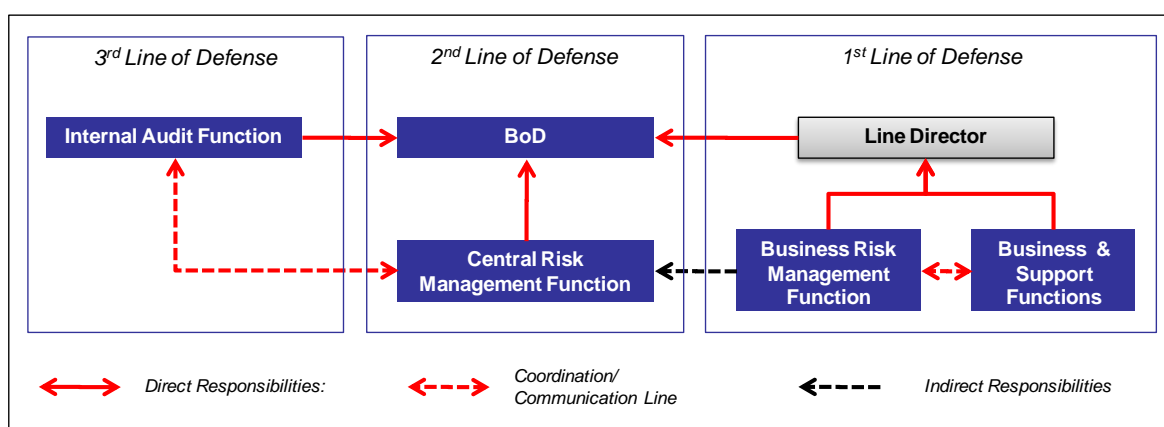 3rd Line of Defense
2nd Line of Defense
1st Line of Defense
Internal Audit Function
BoD
Line Director
Central Risk
Management Function
Business Risk
Management
Function
Business &
Support
Functions
Direct Responsibilities:
Coordination/
Communication Line
Indirect Responsibilities